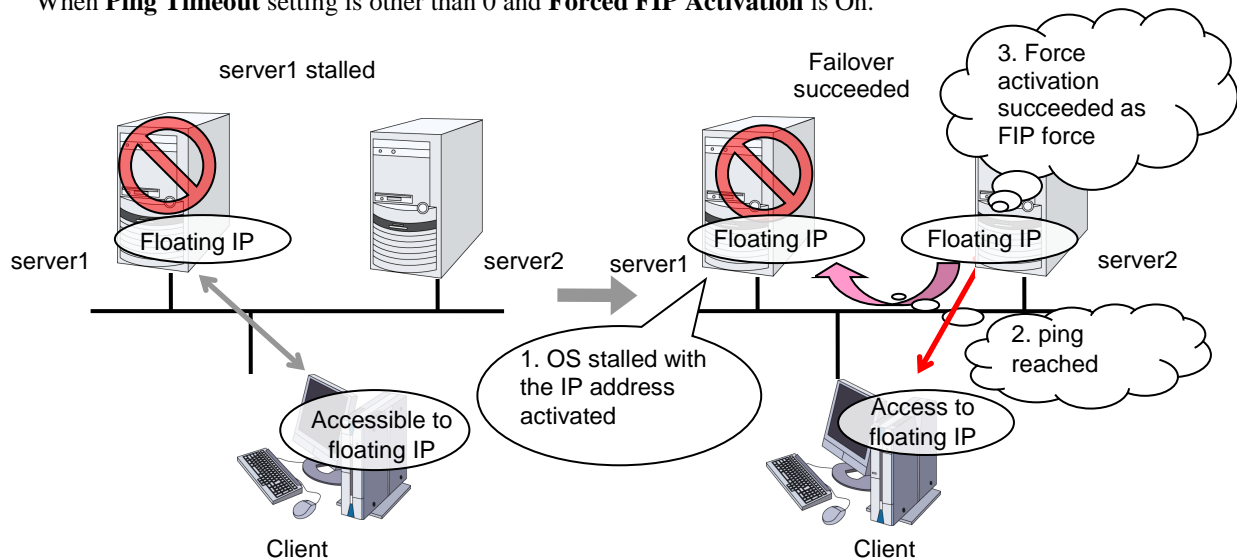 When Ping Timeout setting is other than 0 and Forced FIP Activation is On:
server1 stalled
Floating IP
server1
server2
Accessible to
floating IP
Client
Failover
succeeded
3. Force
activation
succeeded as
FIP force
Floating IP
Floating IP
server1
server2
1. OS stalled with
the IP address
activated
2. ping
reached
Access to
floating IP
Client